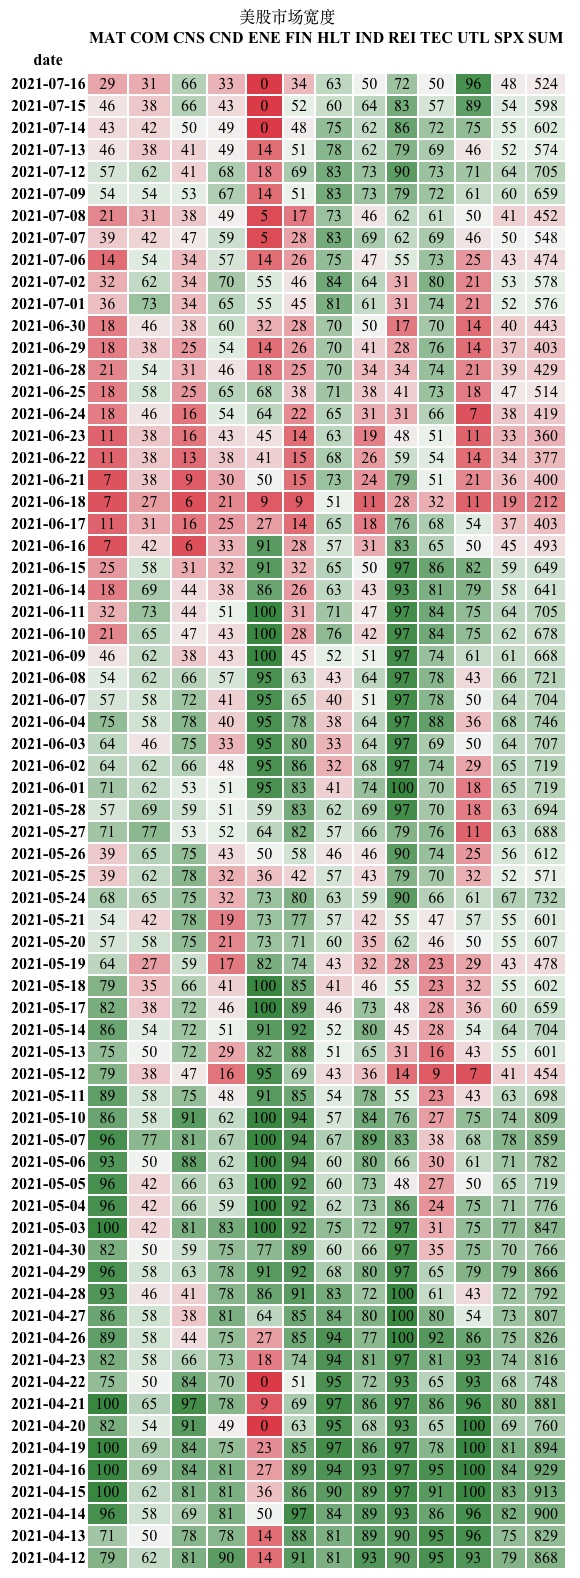 美股市场宽度
MAT COM CNS CND ENE FIN HLT IND REI TEC UTL SPX SUM
date
2021-07-16 29 31 66 33 0 34 63 50 72 50 96 48 524
2021-07-15 46 38 66 43 0 52 60 64 83 57 89 54 598
2021-07-14 43 42 50 49 0 48 75 62 86 72 75 55 602
2021-07-13 46 38 41 49 14 51 78 62 79 69 46 52 574
2021-07-12 57 62 41 68 18 69 83 73 90 73 71 64 705
2021-07-09 54 54 53 67 14 51 83 73 79 72 61 60 659
2021-07-08 21 31 38 49 5 17 73 46 62 61 50 41 452
2021-07-07 39 42 47 59 5 28 83 69 62 69 46 50 548
2021-07-06 14 54 34 57 14 26 75 47 55 73 25 43 474
2021-07-02 32 62 34 70 55 46 84 64 31 80 21 53 578
2021-07-01 36 73 34 65 55 45 81 61 31 74 21 52 576
2021-06-30 18 46 38 60 32 28 70 50 17 70 14 40 443
2021-06-29 18 38 25 54 14 26 70 41 28 76 14 37 403
2021-06-28 21 54 31 46 18 25 70 34 34 74 21 39 429
2021-06-25 18 58 25 65 68 38 71 38 41 73 18 47 514
2021-06-24 18 46 16 54 64 22 65 31 31 66 7 38 419
2021-06-23 11 38 16 43 45 14 63 19 48 51 11 33 360
2021-06-22 11 38 13 38 41 15 68 26 59 54 14 34 377
2021-06-21 7 38 9 30 50 15 73 24 79 51 21 36 400
2021-06-18 7 27 6 21 9 9 51 11 28 32 11 19 212
2021-06-17 11 31 16 25 27 14 65 18 76 68 54 37 403
2021-06-16 7 42 6 33 91 28 57 31 83 65 50 45 493
2021-06-15 25 58 31 32 91 32 65 50 97 86 82 59 649
2021-06-14 18 69 44 38 86 26 63 43 93 81 79 58 641
2021-06-11 32 73 44 51 100 31 71 47 97 84 75 64 705
2021-06-10 21 65 47 43 100 28 76 42 97 84 75 62 678
2021-06-09 46 62 38 43 100 45 52 51 97 74 61 61 668
2021-06-08 54 62 66 57 95 63 43 64 97 78 43 66 721
2021-06-07 57 58 72 41 95 65 40 51 97 78 50 64 704
2021-06-04 75 58 78 40 95 78 38 64 97 88 36 68 746
2021-06-03 64 46 75 33 95 80 33 64 97 69 50 64 707
2021-06-02 64 62 66 48 95 86 32 68 97 74 29 65 719
2021-06-01 71 62 53 51 95 83 41 74 100 70 18 65 719
2021-05-28 57 69 59 51 59 83 62 69 97 70 18 63 694
2021-05-27 71 77 53 52 64 82 57 66 79 76 11 63 688
2021-05-26 39 65 75 43 50 58 46 46 90 74 25 56 612
2021-05-25 39 62 78 32 36 42 57 43 79 70 32 52 571
2021-05-24 68 65 75 32 73 80 63 59 90 66 61 67 732
2021-05-21 54 42 78 19 73 77 57 42 55 47 57 55 601
2021-05-20 57 58 75 21 73 71 60 35 62 46 50 55 607
2021-05-19 64 27 59 17 82 74 43 32 28 23 29 43 478
2021-05-18 79 35 66 41 100 85 41 46 55 23 32 55 602
2021-05-17 82 38 72 46 100 89 46 73 48 28 36 60 659
2021-05-14 86 54 72 51 91 92 52 80 45 28 54 64 704
2021-05-13 75 50 72 29 82 88 51 65 31 16 43 55 601
2021-05-12 79 38 47 16 95 69 43 36 14 9 7 41 454
2021-05-11 89 58 75 48 91 85 54 78 55 23 43 63 698
2021-05-10 86 58 91 62 100 94 57 84 76 27 75 74 809
2021-05-07 96 77 81 67 100 94 67 89 83 38 68 78 859
2021-05-06 93 50 88 62 100 94 60 80 66 30 61 71 782
2021-05-05 96 42 66 63 100 92 60 73 48 27 50 65 719
2021-05-04 96 42 66 59 100 92 62 73 86 24 75 71 776
2021-05-03 100 42 81 83 100 92 75 72 97 31 75 77 847
2021-04-30 82 50 59 75 77 89 60 66 97 35 75 70 766
2021-04-29 96 58 63 78 91 92 68 80 97 65 79 79 866
2021-04-28 93 46 41 78 86 91 83 72 100 61 43 72 792
2021-04-27 86 58 38 81 64 85 84 80 100 80 54 73 807
2021-04-26 89 58 44 75 27 85 94 77 100 92 86 75 826
2021-04-23 82 58 66 73 18 74 94 81 97 81 93 74 816
2021-04-22 75 50 84 70 0 51 95 72 93 65 93 68 748
2021-04-21 100 65 97 78 9 69 97 86 97 86 96 80 881
2021-04-20 82 54 91 49 0 63 95 68 93 65 100 69 760
2021-04-19 100 69 84 75 23 85 97 86 97 78 100 81 894
2021-04-16 100 69 84 81 27 89 94 93 97 95 100 84 929
2021-04-15 100 62 81 81 36 86 90 89 97 91 100 83 913
2021-04-14 96 58 69 81 50 97 84 89 93 86 96 82 900
2021-04-13 71 50 78 78 14 88 81 89 90 95 96 75 829
2021-04-12 79 62 81 90 14 91 81 93 90 95 93 79 868